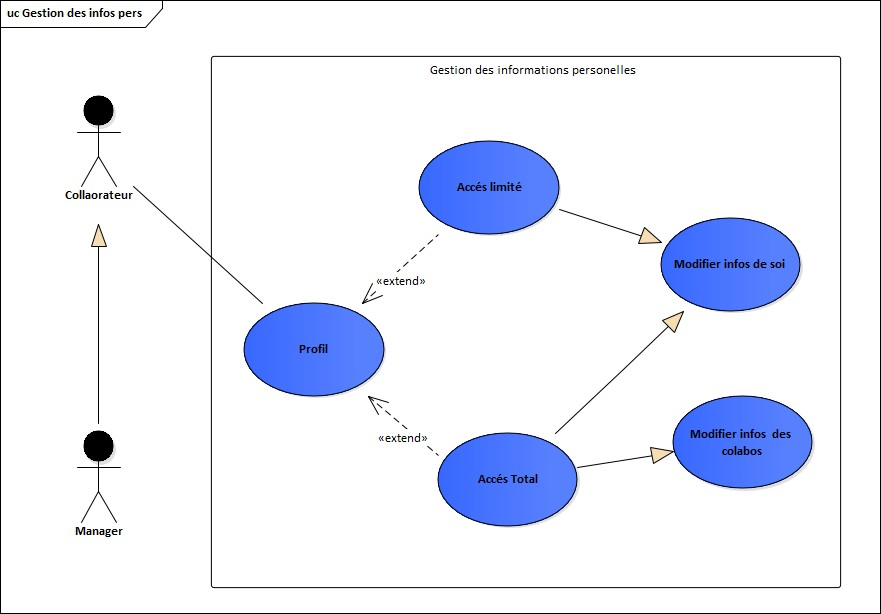 uc Gestion des infos pers
Gestion des informations personelles
Collaorateur
Accés limité
Modifier infos de soi
«extend»
Profil
«extend»
Modifier infos des
colabos
Accés Total
Manager